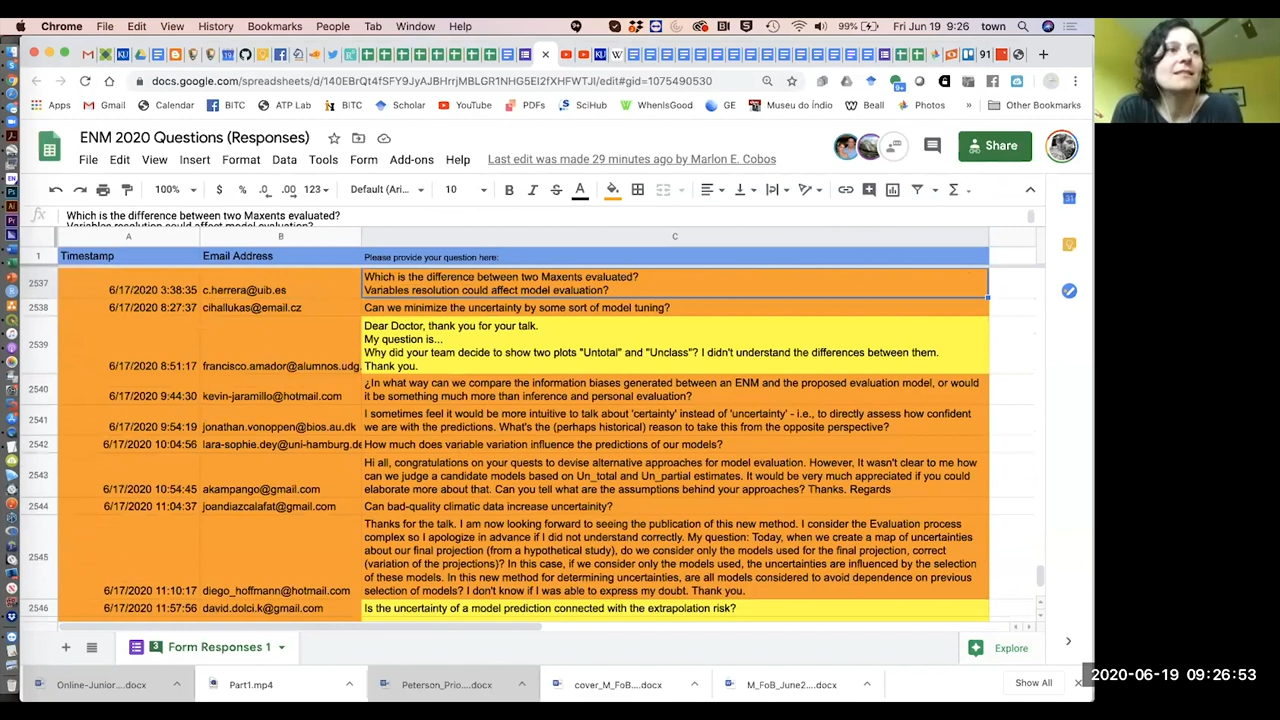 Chrome File Edit View History Bookmarks People Tab Window Help 99% Fri Jun 19 9:26 town
docs.google.com/spreadsheets/d/140EBrQt4fSFY9JyAJBHrrjMBLGR1NHG5EI2fXHFWTJI/edit#gid=1075490530
Apps Gmail Calendar BITC ATP Lab BITC Scholar YouTube PDFs SciHub WhenIsGood GE Museu do Índio Beall Photos » Other Bookmarks
ENM 2020 Questions (Responses)
File Edit View Insert Format Data Tools Form Add-ons Help Last edit was made 29 minutes ago by Marlon E. Cobos
Share
100% $ % .0 .00 123 Default (Ari... 10 B I S A
fx Which is the difference between two Maxents evaluated?
Variables resolution could affect model evaluation?
A B C
1 Timestamp Email Address Please provide your question here:
2537 6/17/2020 3:38:35 c.herrera@uib.es Which is the difference between two Maxents evaluated?
Variables resolution could affect model evaluation?
2538 6/17/2020 8:27:37 cihallukas@email.cz Can we minimize the uncertainty by some sort of model tuning?
2539 6/17/2020 8:51:17 francisco.amador@alumnos.udg. Dear Doctor, thank you for your talk.
My question is...
Why did your team decide to show two plots "Untotal" and "Unclass"? I didn't understand the differences between them.
Thank you.
2540 6/17/2020 9:44:30 kevin-jaramillo@hotmail.com ¿In what way can we compare the information biases generated between an ENM and the proposed evaluation model, or would
it be something much more than inference and personal evaluation?
2541 6/17/2020 9:54:19 jonathan.vonoppen@bios.au.dk I sometimes feel it would be more intuitive to talk about 'certainty' instead of 'uncertainty' - i.e., to directly assess how confident
we are with the predictions. What's the (perhaps historical) reason to take this from the opposite perspective?
2542 6/17/2020 10:04:56 lara-sophie.dey@uni-hamburg.de How much does variable variation influence the predictions of our models?
2543 6/17/2020 10:54:45 akampango@gmail.com Hi all, congratulations on your quests to devise alternative approaches for model evaluation. However, It wasn't clear to me how
can we judge a candidate models based on Un_total and Un_partial estimates. It would be very much appreciated if you could
elaborate more about that. Can you tell what are the assumptions behind your approaches? Thanks. Regards
2544 6/17/2020 11:04:37 joandiazcalafat@gmail.com Can bad-quality climatic data increase uncertainty?
2545 6/17/2020 11:10:17 diego_hoffmann@hotmail.com Thanks for the talk. I am now looking forward to seeing the publication of this new method. I consider the Evaluation process
complex so I apologize in advance if I did not understand correctly. My question: Today, when we create a map of uncertainties
about our final projection (from a hypothetical study), do we consider only the models used for the final projection, correct
(variation of the projections)? In this case, if we consider only the models used, the uncertainties are influenced by the selection
of these models. In this new method for determining uncertainties, are all models considered to avoid dependence on previous
selection of models? I don't know if I was able to express my doubt. Thank you.
2546 6/17/2020 11:57:56 david.dolci.k@gmail.com Is the uncertainty of a model prediction connected with the extrapolation risk?
3 Form Responses 1 Explore
Online-Junior....docx Part1.mp4 Peterson_Prio....docx cover_M_FoB....docx M_FoB_June2....docx Show All
2020-06-19 09:26:53